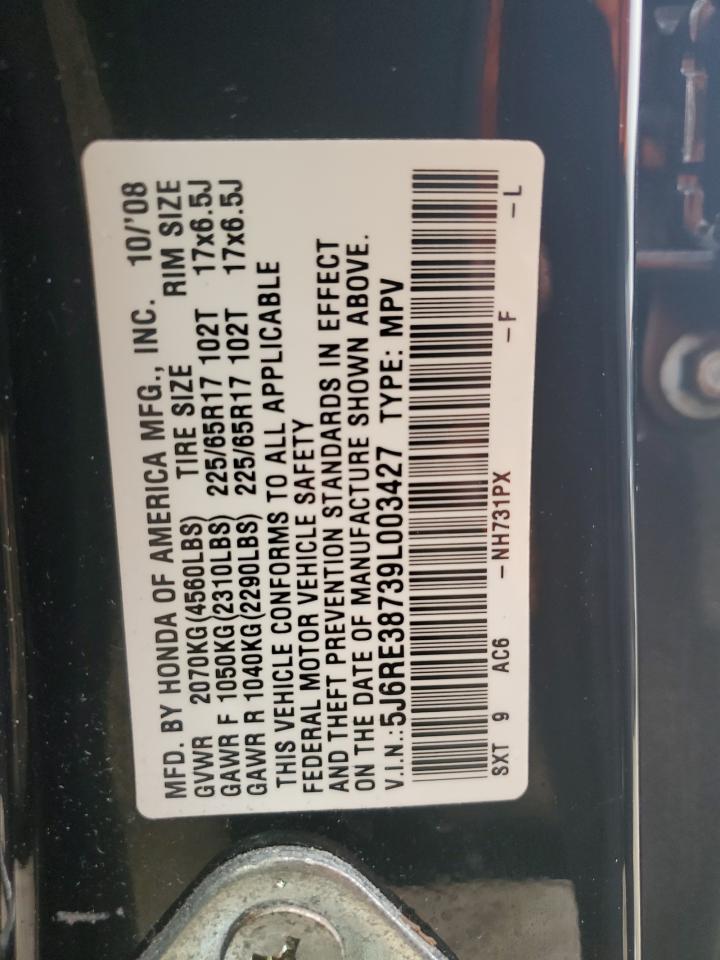 MFD. BY HONDA OF AMERICA MFG., INC. 10/'08
GVWR 2070KG(4560LBS) TIRE SIZE RIM SIZE
GAWR F 1050KG(2310LBS) 225/65R17 102T 17x6.5J
GAWR R 1040KG(2290LBS) 225/65R17 102T 17x6.5J
THIS VEHICLE CONFORMS TO ALL APPLICABLE
FEDERAL MOTOR VEHICLE SAFETY
AND THEFT PREVENTION STANDARDS IN EFFECT
ON THE DATE OF MANUFACTURE SHOWN ABOVE.
V.I.N.:5J6RE38739L003427 TYPE: MPV
SXT 9 AC6 -NH731PX -F -L